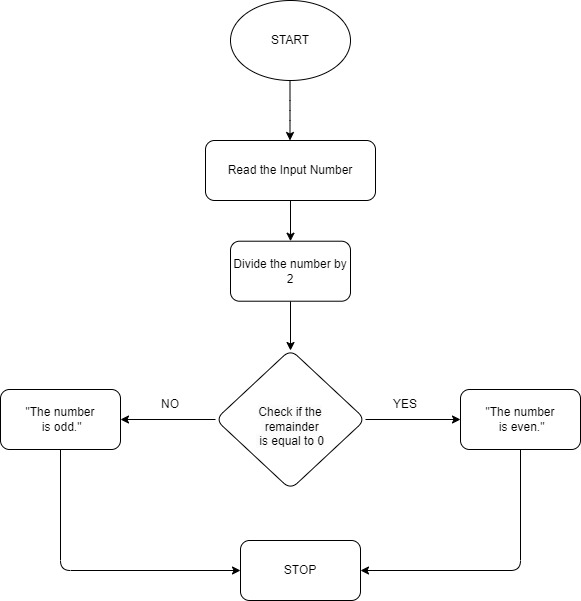 START
Read the Input Number
Divide the number by
2
Check if the
remainder
is equal to 0
NO
YES
"The number
is odd."
"The number
is even."
STOP